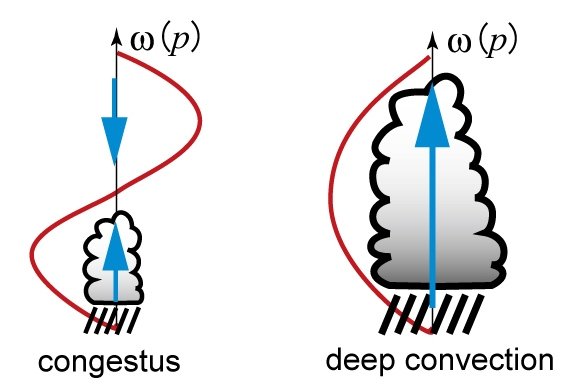 ω(p)
ω(p)
congestus
deep convection